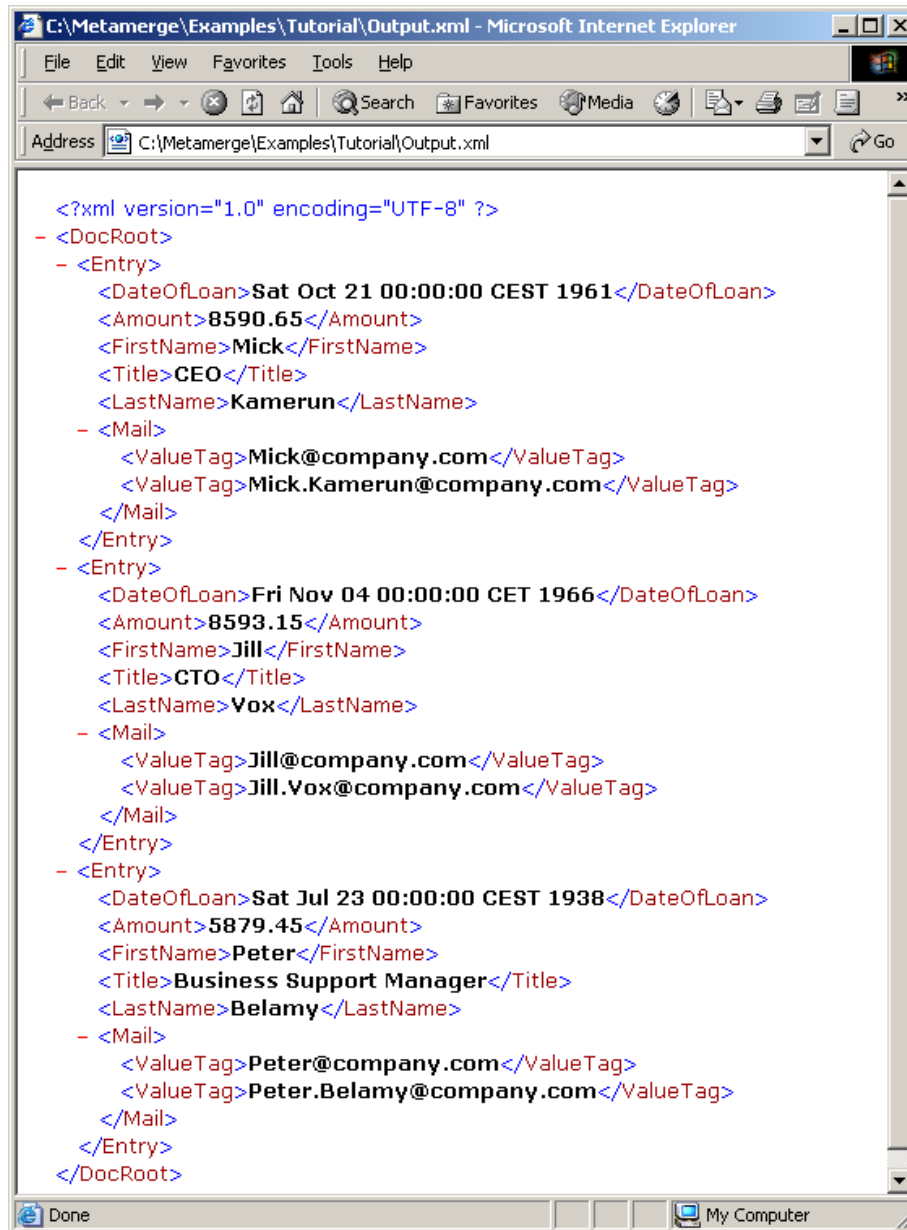 C:\Metamerge\Examples\Tutorial\Output.xml - Microsoft Internet Explorer
File Edit View Favorites Tools Help
Back Search Favorites Media »
Address C:\Metamerge\Examples\Tutorial\Output.xml Go
<?xml version="1.0" encoding="UTF-8" ?>
- <DocRoot>
- <Entry>
<DateOfLoan>Sat Oct 21 00:00:00 CEST 1961</DateOfLoan>
<Amount>8590.65</Amount>
<FirstName>Mick</FirstName>
<Title>CEO</Title>
<LastName>Kamerun</LastName>
- <Mail>
<ValueTag>Mick@company.com</ValueTag>
<ValueTag>Mick.Kamerun@company.com</ValueTag>
</Mail>
</Entry>
- <Entry>
<DateOfLoan>Fri Nov 04 00:00:00 CET 1966</DateOfLoan>
<Amount>8593.15</Amount>
<FirstName>Jill</FirstName>
<Title>CTO</Title>
<LastName>Vox</LastName>
- <Mail>
<ValueTag>Jill@company.com</ValueTag>
<ValueTag>Jill.Vox@company.com</ValueTag>
</Mail>
</Entry>
- <Entry>
<DateOfLoan>Sat Jul 23 00:00:00 CEST 1938</DateOfLoan>
<Amount>5879.45</Amount>
<FirstName>Peter</FirstName>
<Title>Business Support Manager</Title>
<LastName>Belamy</LastName>
- <Mail>
<ValueTag>Peter@company.com</ValueTag>
<ValueTag>Peter.Belamy@company.com</ValueTag>
</Mail>
</Entry>
</DocRoot>
Done My Computer